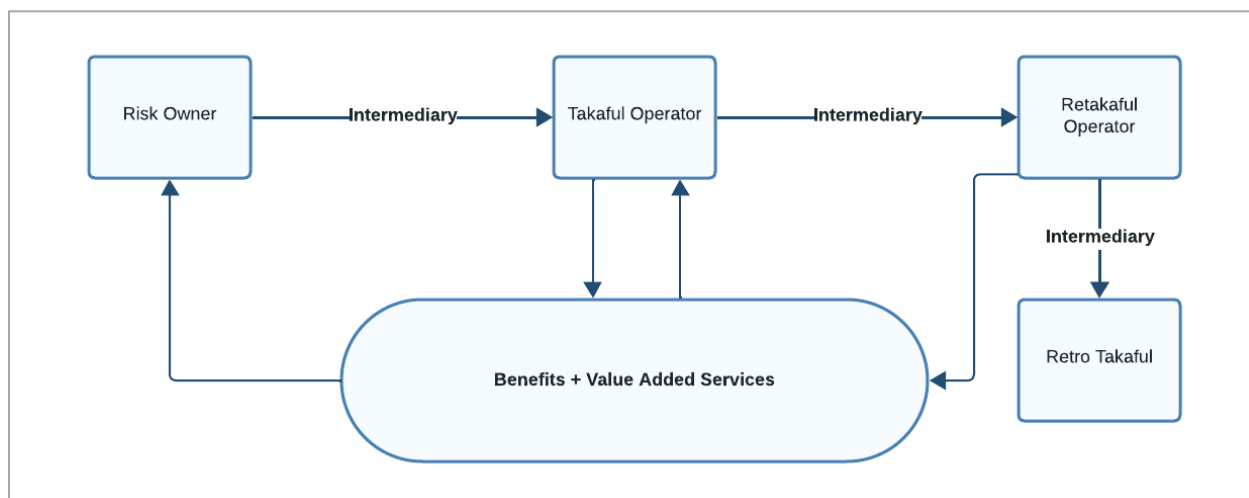 Risk Owner
Intermediary
Takaful Operator
Intermediary
Retakaful
Operator
Intermediary
Retro Takaful
Benefits + Value Added Services